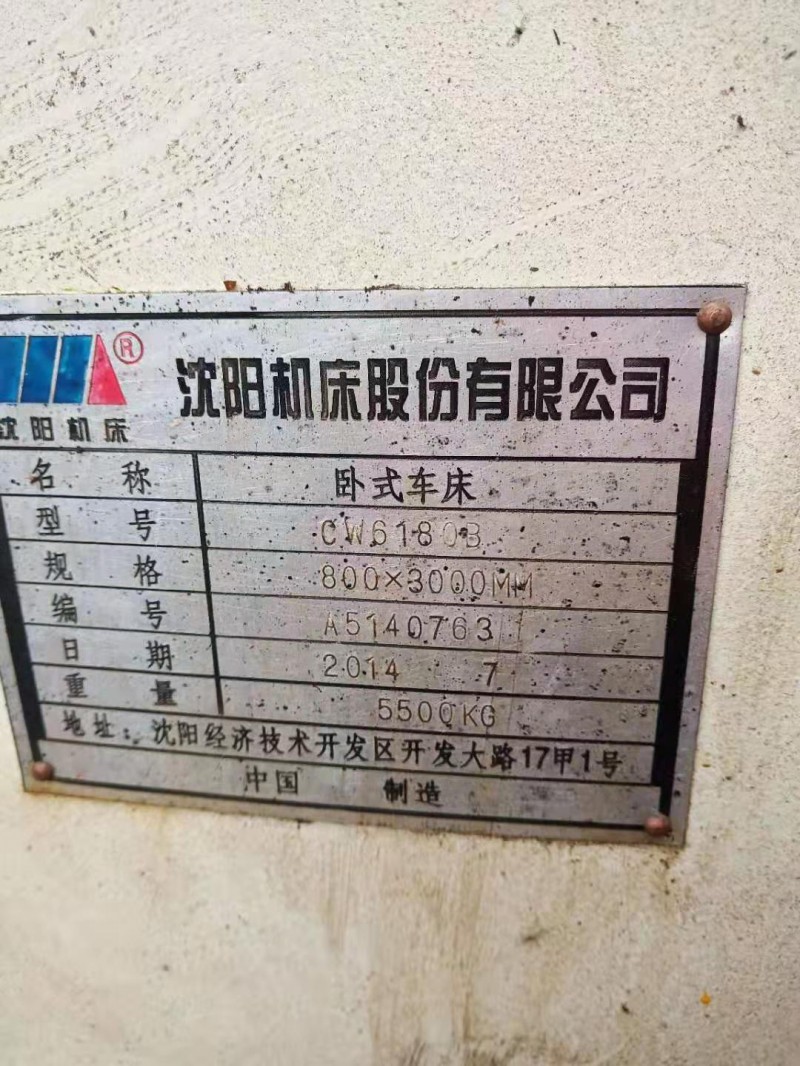 ®
沈阳机床股份有限公司
沈阳机床
名 称 卧式车床
型 号 CW6180B
规 格 800×3000MM
编 号 A5140763
日 期 2014 7
重 量 5500KG
地址：沈阳经济技术开发区开发大路17甲1号
中国 制造